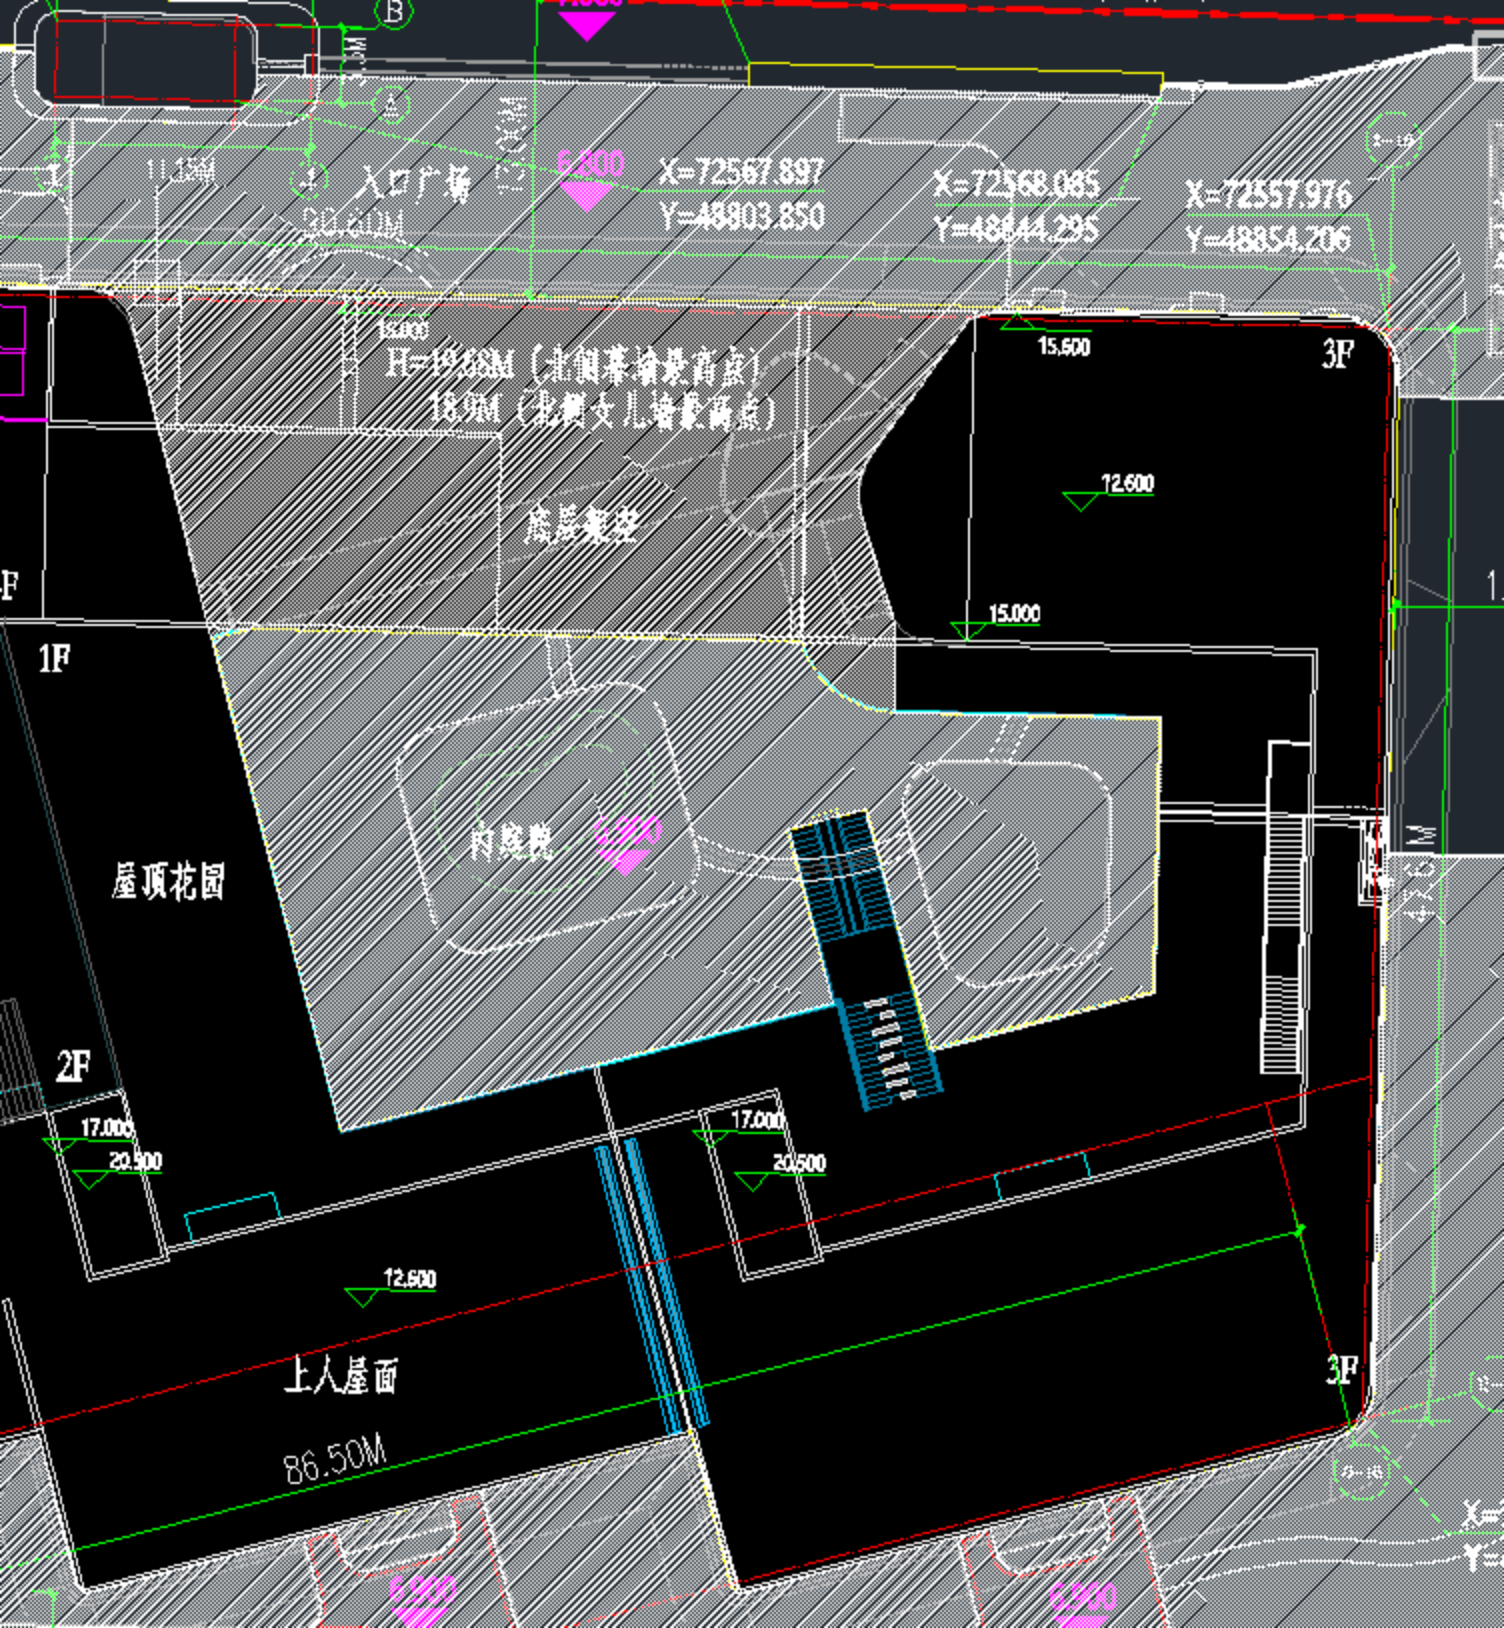 B
A
11.15M
入口广场
30.60M
6.800
X=72567.897
Y=48803.850
X=72568.085
Y=48844.295
X=72557.976
Y=48854.206
15.600
3F
H=19.68M (北侧幕墙最高点)
18.9M (北侧女儿墙最高点)
12.600
底层架空
15.000
1F
内庭院
6.900
屋顶花园
2F
17.000
20.500
17.000
20.500
12.600
上人屋面
3F
86.50M
6.900
6.900